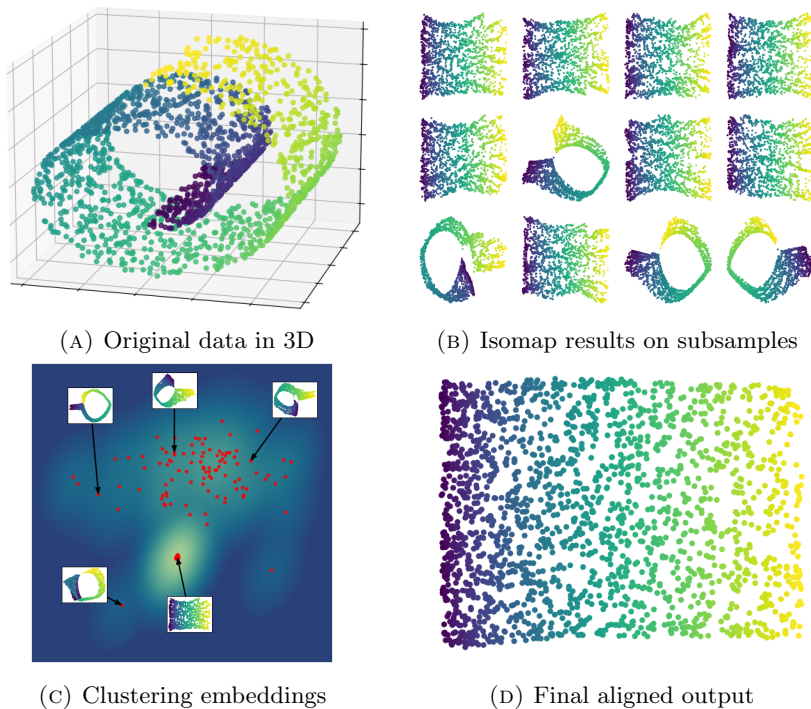 (A) Original data in 3D
(B) Isomap results on subsamples
(C) Clustering embeddings
(D) Final aligned output